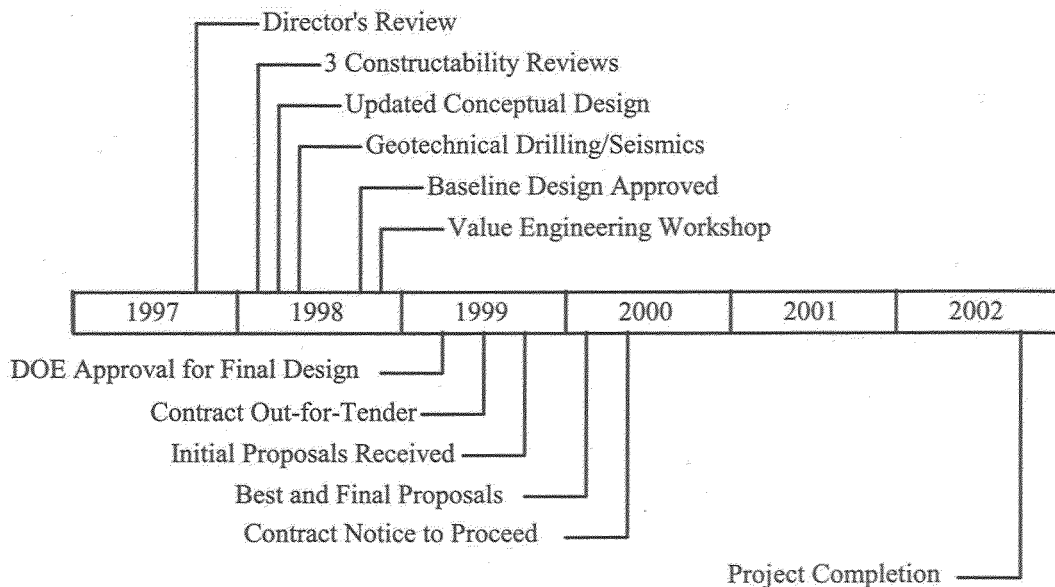 Director's Review
3 Constructability Reviews
Updated Conceptual Design
Geotechnical Drilling/Seismics
Baseline Design Approved
Value Engineering Workshop
1997 1998 1999 2000 2001 2002
DOE Approval for Final Design
Contract Out-for-Tender
Initial Proposals Received
Best and Final Proposals
Contract Notice to Proceed
Project Completion